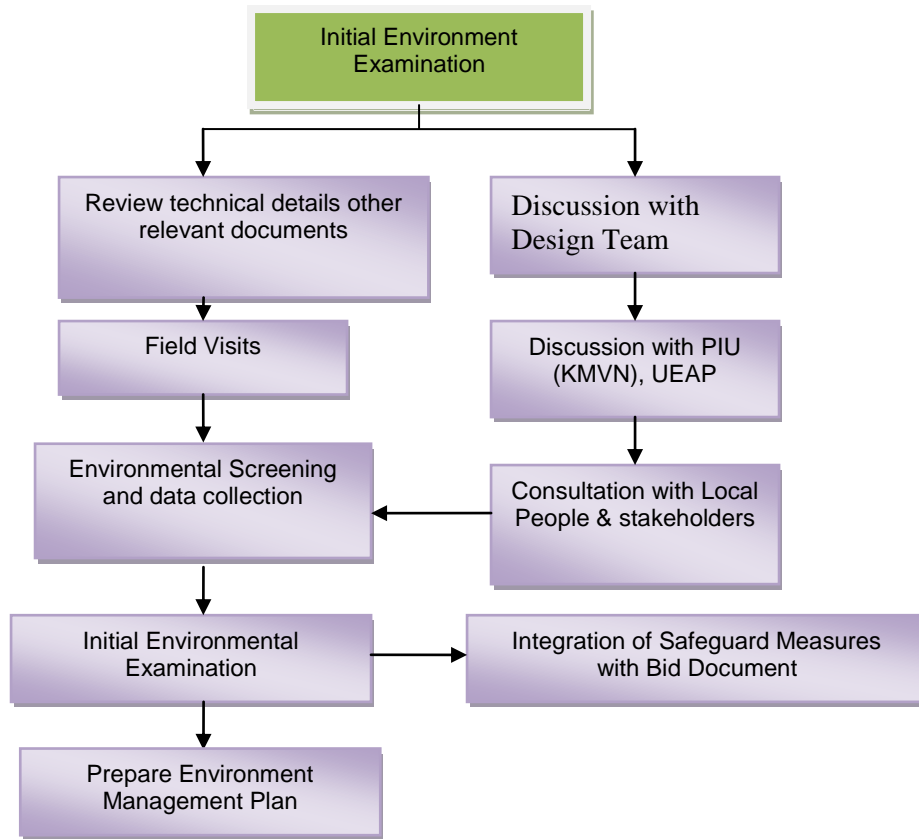 Initial Environment
Examination
Review technical details other
relevant documents
Discussion with
Design Team
Field Visits
Discussion with PIU
(KMVN), UEAP
Environmental Screening
and data collection
Consultation with Local
People & stakeholders
Initial Environmental
Examination
Integration of Safeguard Measures
with Bid Document
Prepare Environment
Management Plan